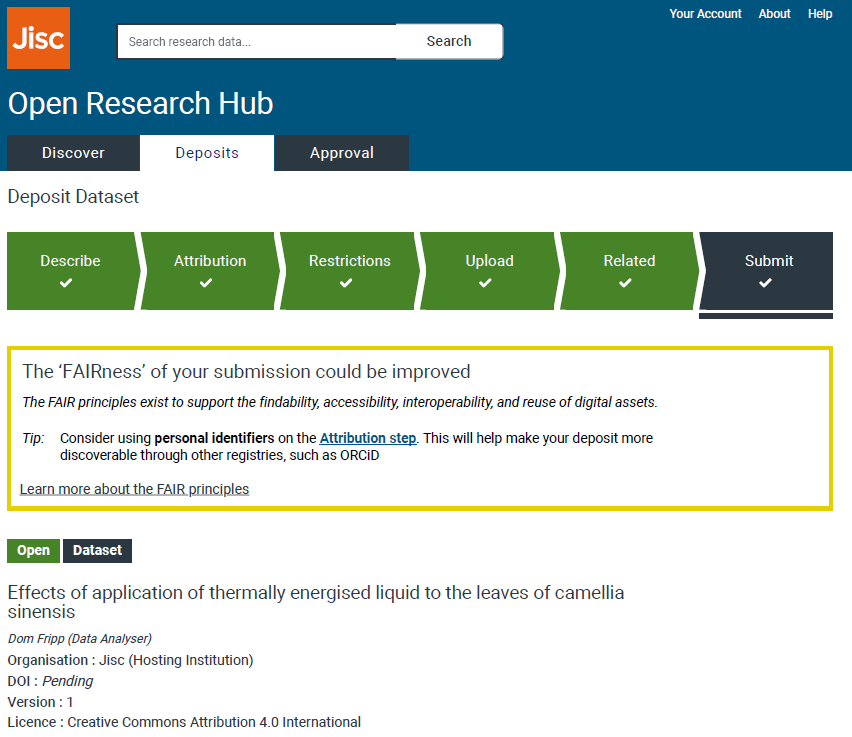 Jisc
Search research data...
Search
Your Account About Help
Open Research Hub
Discover Deposits Approval
Deposit Dataset
Describe Attribution Restrictions Upload Related Submit
The ‘FAIRness’ of your submission could be improved
The FAIR principles exist to support the findability, accessibility, interoperability, and reuse of digital assets.
Tip: Consider using personal identifiers on the Attribution step. This will help make your deposit more
discoverable through other registries, such as ORCiD
Learn more about the FAIR principles
Open Dataset
Effects of application of thermally energised liquid to the leaves of camellia
sinensis
Dom Fripp (Data Analyser)
Organisation : Jisc (Hosting Institution)
DOI : Pending
Version : 1
Licence : Creative Commons Attribution 4.0 International